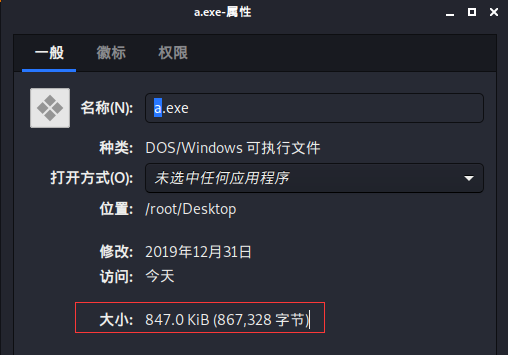 a.exe-属性
一般 徽标 权限
名称(N): a.exe
种类: DOS/Windows 可执行文件
打开方式(O): 未选中任何应用程序
位置: /root/Desktop
修改: 2019年12月31日
访问: 今天
大小: 847.0 KiB (867,328 字节)